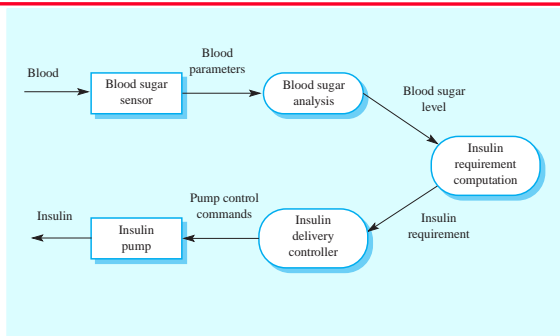 Blood
Blood sugar
sensor
Blood
parameters
Blood sugar
analysis
Blood sugar
level
Insulin
requirement
computation
Insulin
requirement
Insulin
delivery
controller
Pump control
commands
Insulin
pump
Insulin